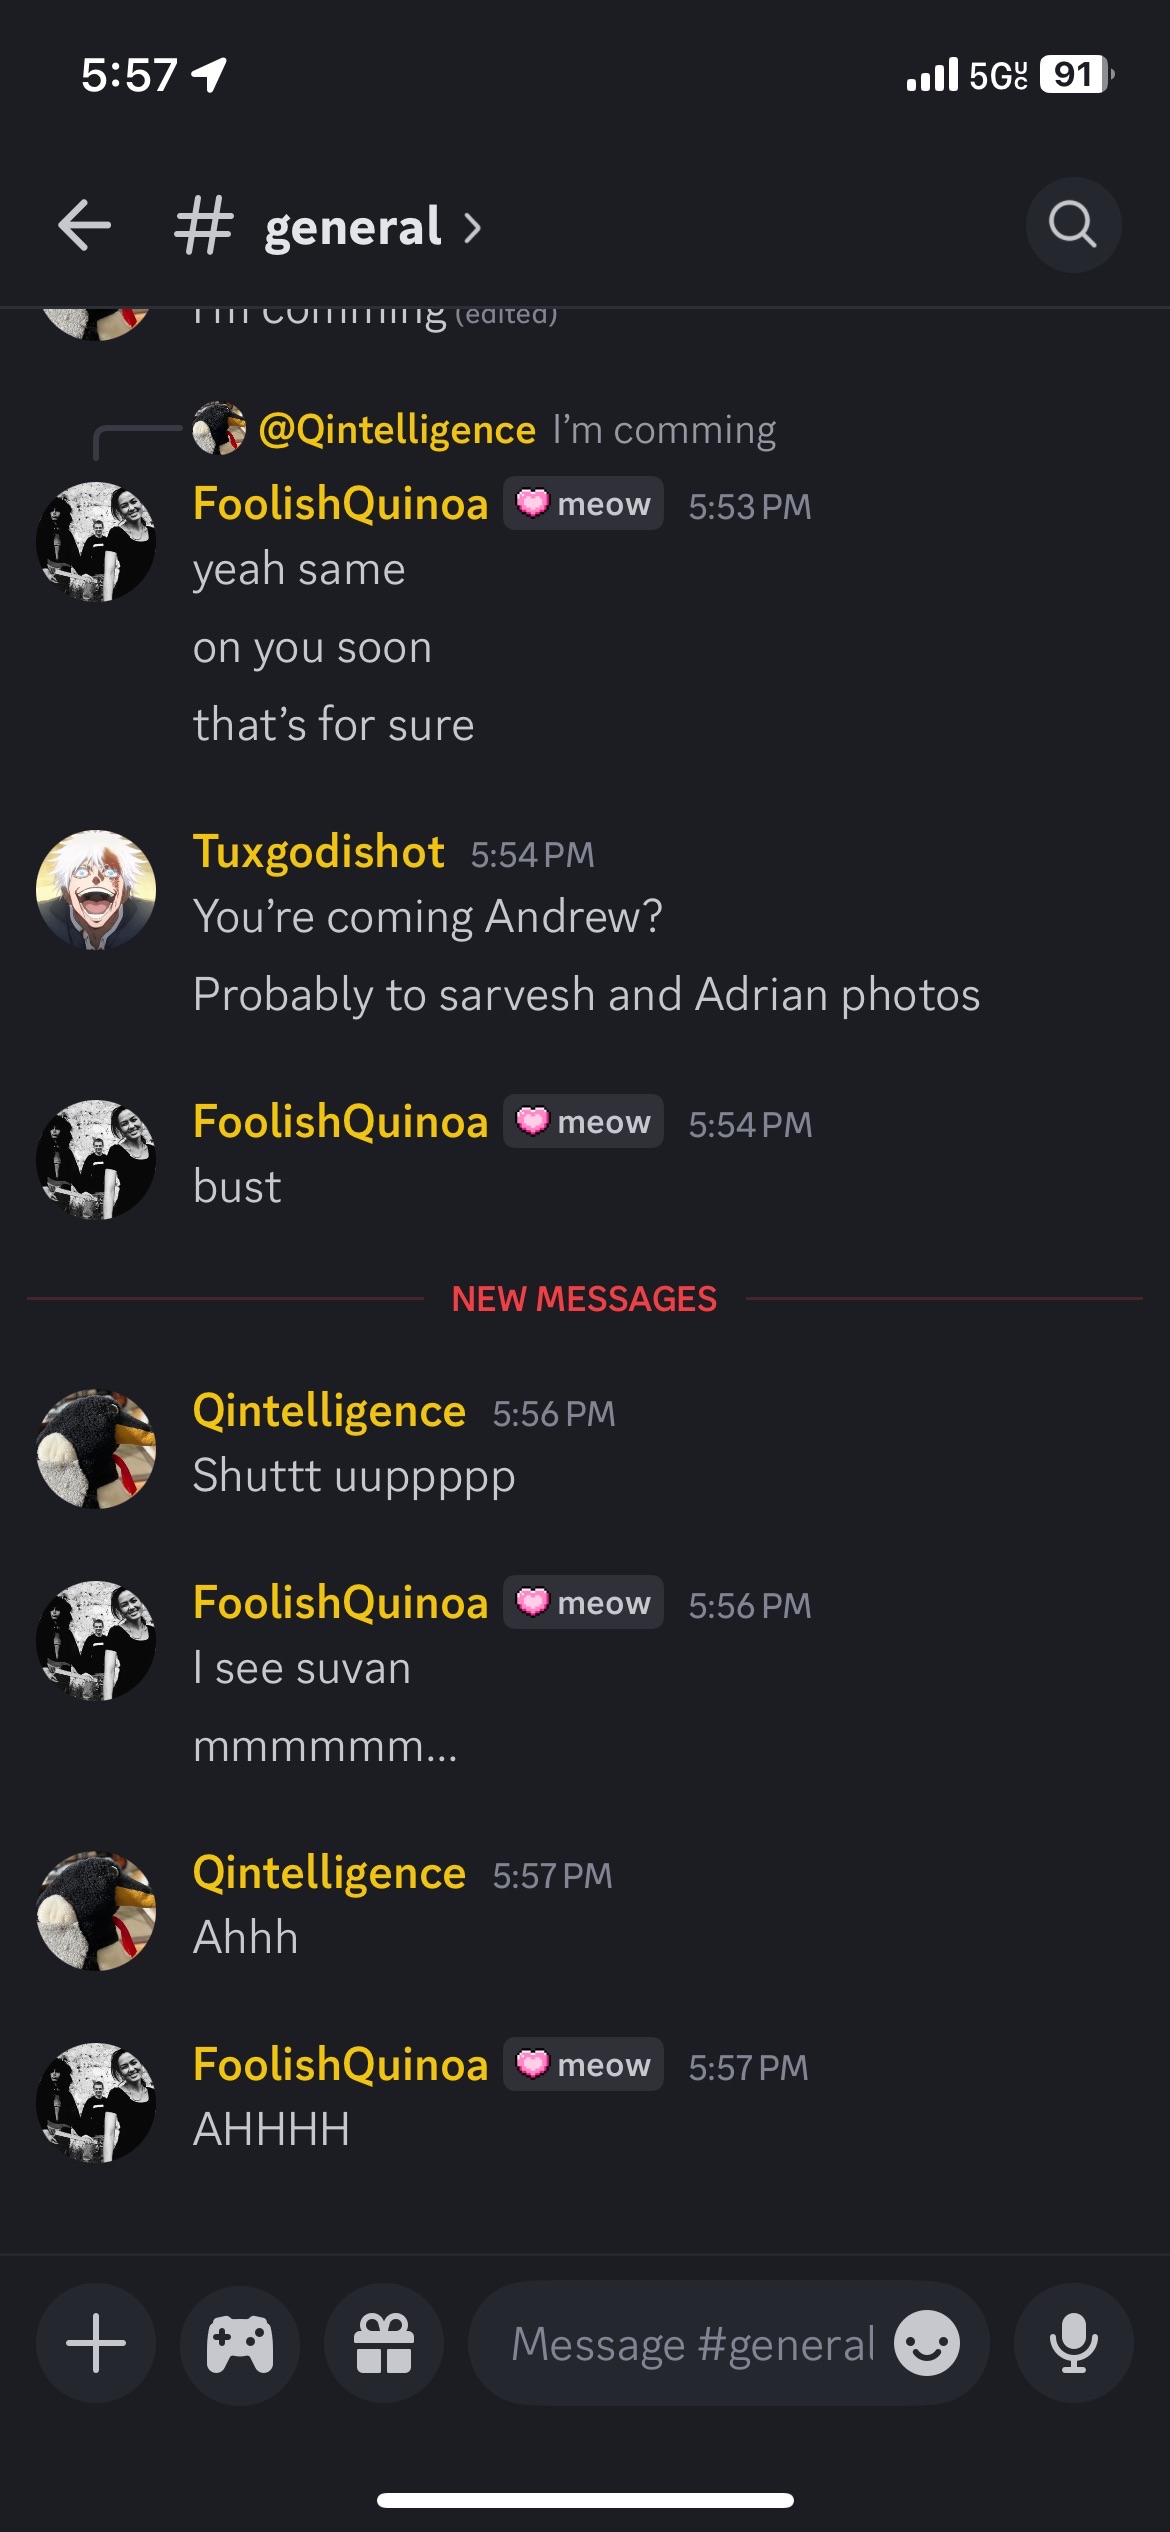 5:57
5GUC 91
# general
I'm comming (edited)
@Qintelligence I'm comming
FoolishQuinoa meow 5:53 PM
yeah same
on you soon
that's for sure
Tuxgodishot 5:54 PM
You're coming Andrew?
Probably to sarvesh and Adrian photos
FoolishQuinoa meow 5:54 PM
bust
NEW MESSAGES
Qintelligence 5:56 PM
Shuttt uuppppp
FoolishQuinoa meow 5:56 PM
I see suvan
mmmmmm...
Qintelligence 5:57 PM
Ahhh
FoolishQuinoa meow 5:57 PM
AHHHH
Message #general